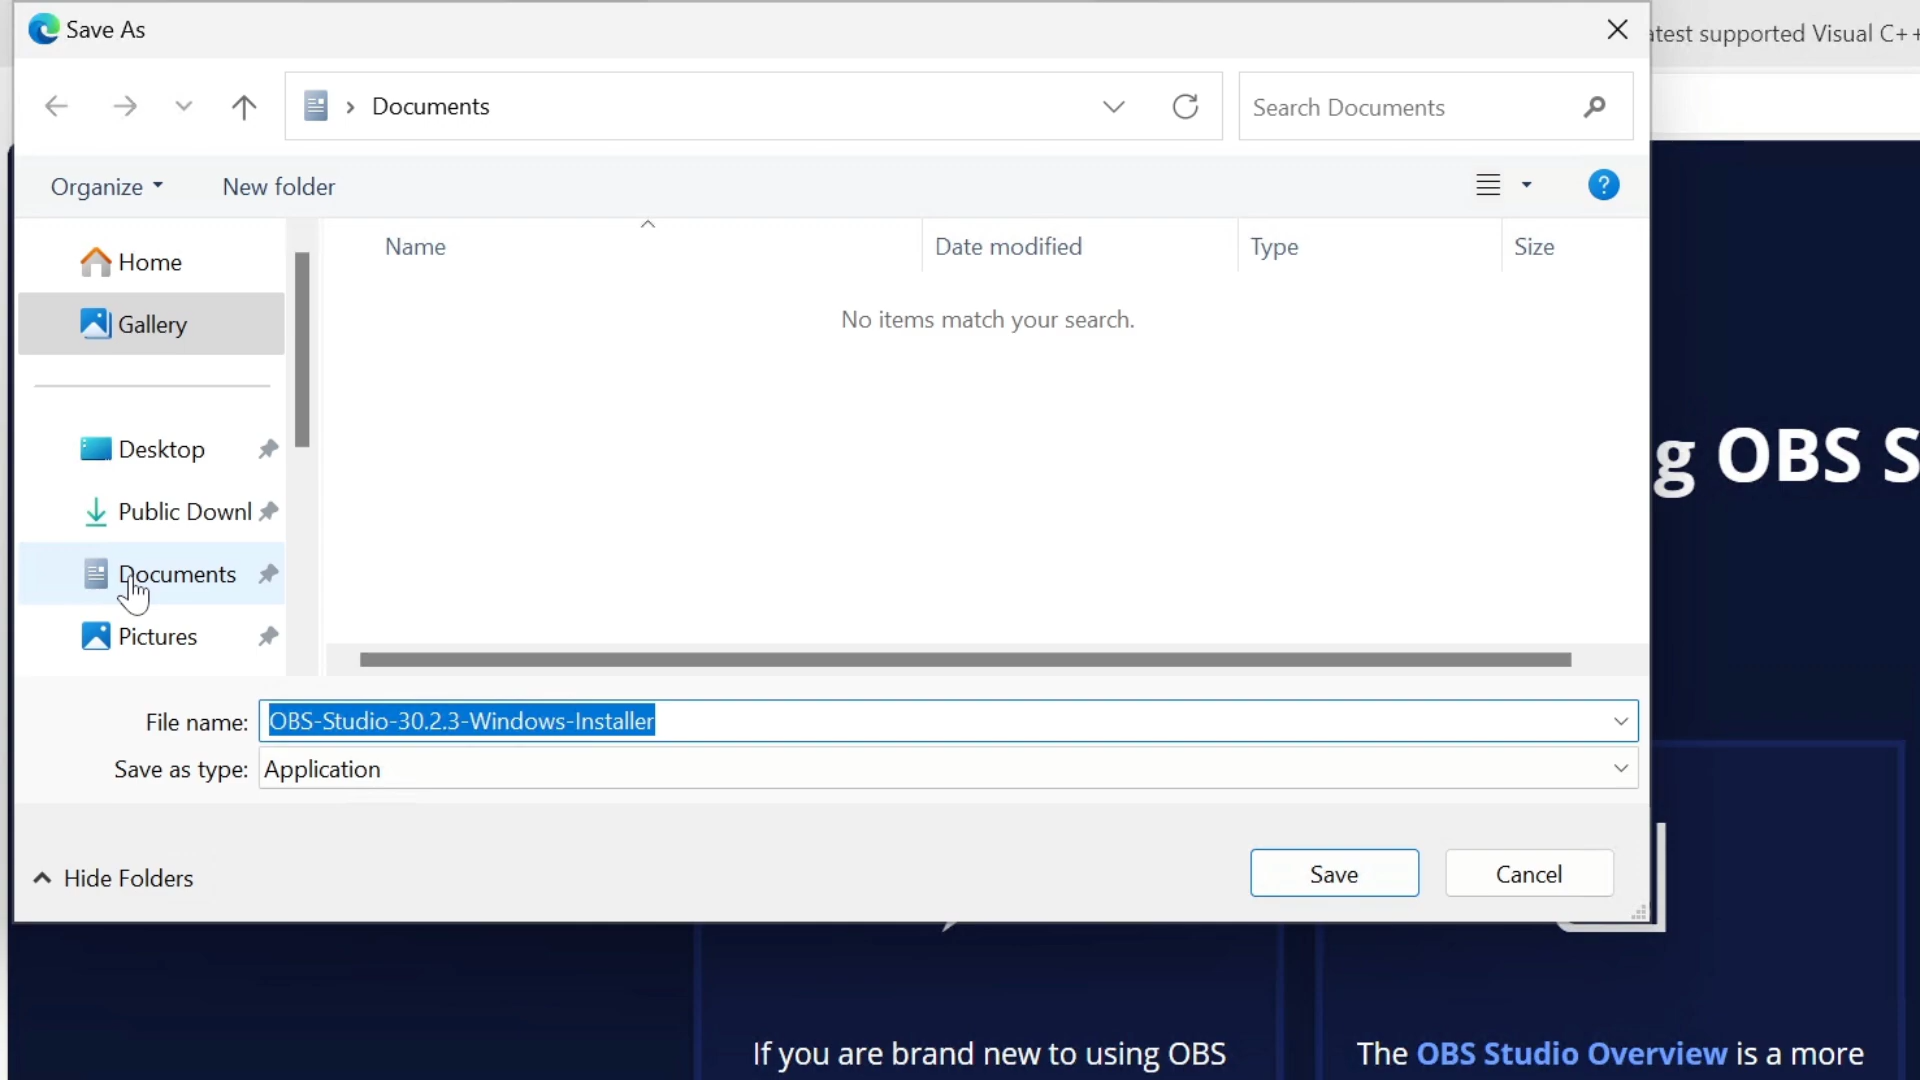 Save As
atest supported Visual C++
Documents
Search Documents
Organize
New folder
?
Name
Date modified
Type
Size
Home
No items match your search.
Gallery
Desktop
g OBS S
Public Downl
Documents
Pictures
File name: OBS-Studio-30.2.3-Windows-Installer
Save as type: Application
Hide Folders
Save
Cancel
If you are brand new to using OBS
The OBS Studio Overview is a more